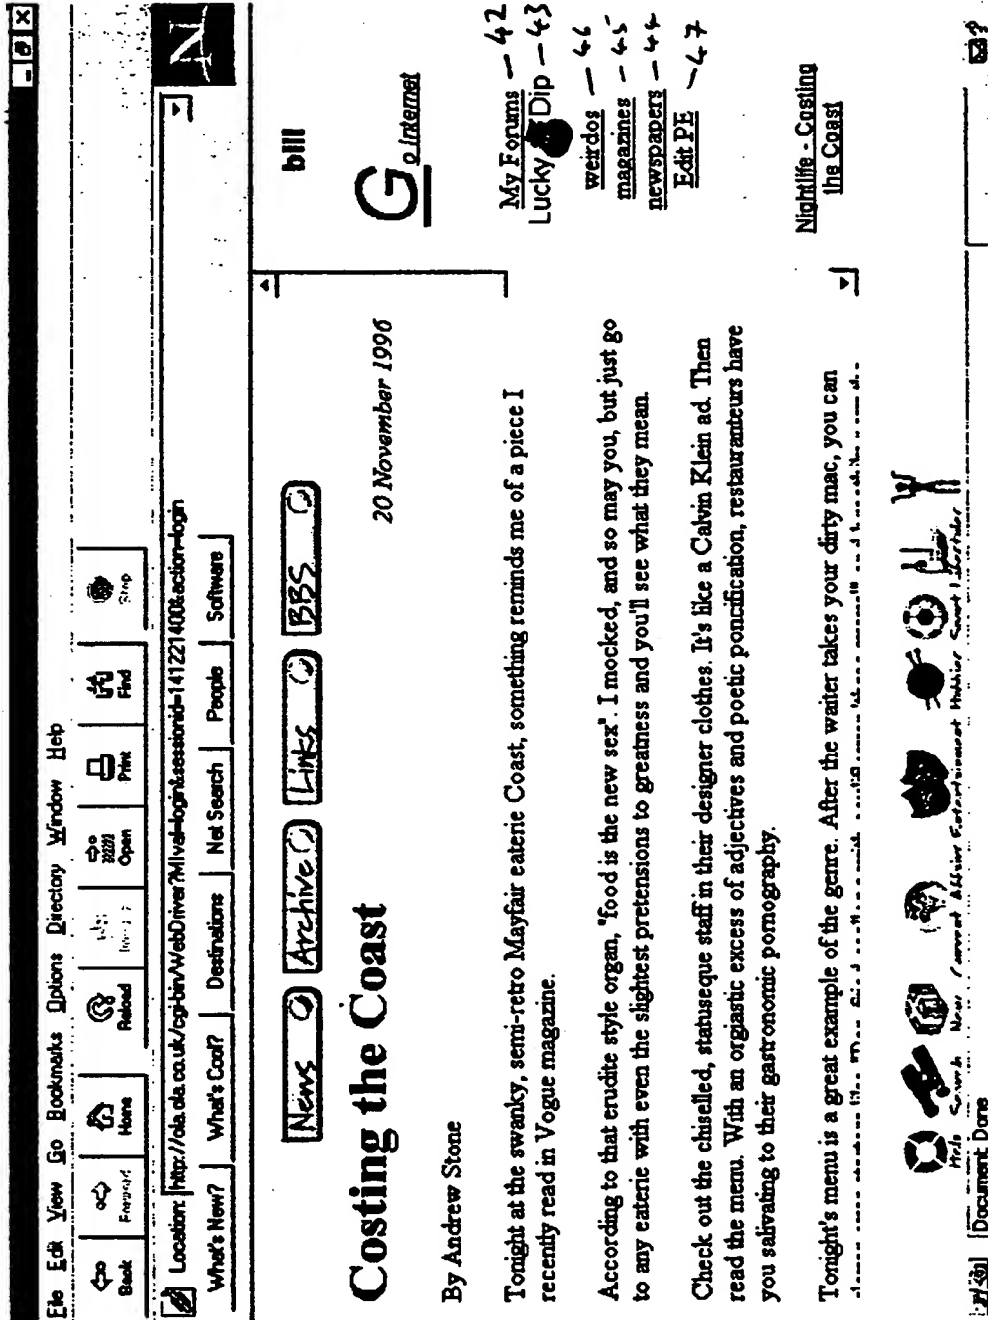 File Edit View Go Bookmarks Options Directory Window Help
Back Forward Home Reload Open Print Find Stop
Location: http://ola.ola.co.uk/cgi-bin/WebDriver?MIval=login&sessionid=141221400&action=login
What's New? What's Cool? Destinations Net Search People Software
N
News Archive Links BBS
Costing the Coast
20 November 1996
By Andrew Stone
Tonight at the swanky, semi-retro Mayfair eaterie Coast, something reminds me of a piece I
recently read in Vogue magazine.
According to that erudite style organ, "food is the new sex". I mocked, and so may you, but just go
to any eaterie with even the slightest pretensions to greatness and you'll see what they mean.
Check out the chiselled, statuseque staff in their designer clothes. It's like a Calvin Klein ad. Then
read the menu. With an orgiastic excess of adjectives and poetic pontification, restauranteurs have
you salivating to their gastronomic pornography.
Tonight's menu is a great example of the genre. After the waiter takes your dirty mac, you can
bill
Go Internet
My Forums - 42
Lucky Dip - 43
weirdos - 46
magazines - 45
newspapers - 44
Edit PE - 47
Nightlife - Costing
the Coast
Help Search News Current Affairs Entertainment Hobbies Sport Lifestyles
Document Done